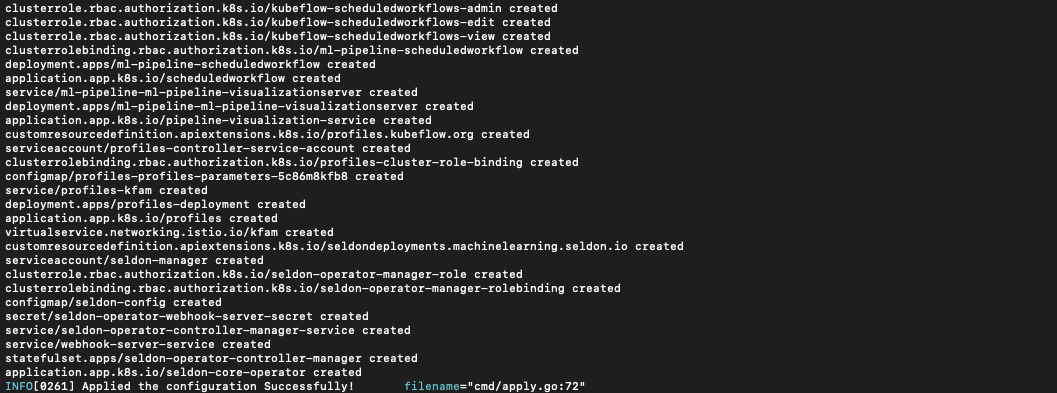 clusterrole.rbac.authorization.k8s.io/kubeflow-scheduledworkflows-admin created
clusterrole.rbac.authorization.k8s.io/kubeflow-scheduledworkflows-edit created
clusterrole.rbac.authorization.k8s.io/kubeflow-scheduledworkflows-view created
clusterrolebinding.rbac.authorization.k8s.io/ml-pipeline-scheduledworkflow created
deployment.apps/ml-pipeline-scheduledworkflow created
application.app.k8s.io/scheduledworkflow created
service/ml-pipeline-ml-pipeline-visualizationserver created
deployment.apps/ml-pipeline-ml-pipeline-visualizationserver created
application.app.k8s.io/pipeline-visualization-service created
customresourcedefinition.apiextensions.k8s.io/profiles.kubeflow.org created
serviceaccount/profiles-controller-service-account created
clusterrolebinding.rbac.authorization.k8s.io/profiles-cluster-role-binding created
configmap/profiles-profiles-parameters-5c86m8kfb8 created
service/profiles-kfam created
deployment.apps/profiles-deployment created
application.app.k8s.io/profiles created
virtualservice.networking.istio.io/kfam created
customresourcedefinition.apiextensions.k8s.io/seldondeployments.machinelearning.seldon.io created
serviceaccount/seldon-manager created
clusterrole.rbac.authorization.k8s.io/seldon-operator-manager-role created
clusterrolebinding.rbac.authorization.k8s.io/seldon-operator-manager-rolebinding created
configmap/seldon-config created
secret/seldon-operator-webhook-server-secret created
service/seldon-operator-controller-manager-service created
service/webhook-server-service created
statefulset.apps/seldon-operator-controller-manager created
application.app.k8s.io/seldon-core-operator created
INFO[0261] Applied the configuration Successfully!       filename="cmd/apply.go:72"